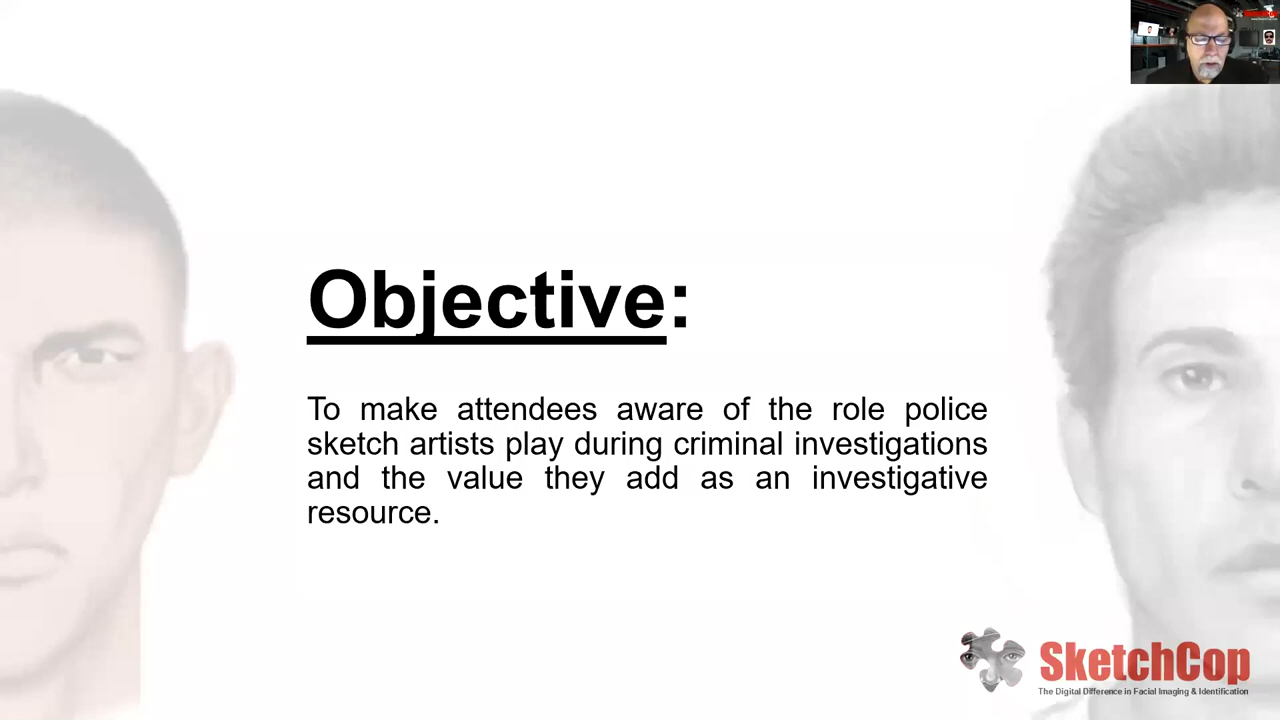 Objective:
To make attendees aware of the role police
sketch artists play during criminal investigations
and the value they add as an investigative
resource.
SketchCop
The Digital Difference in Facial Imaging & Identification